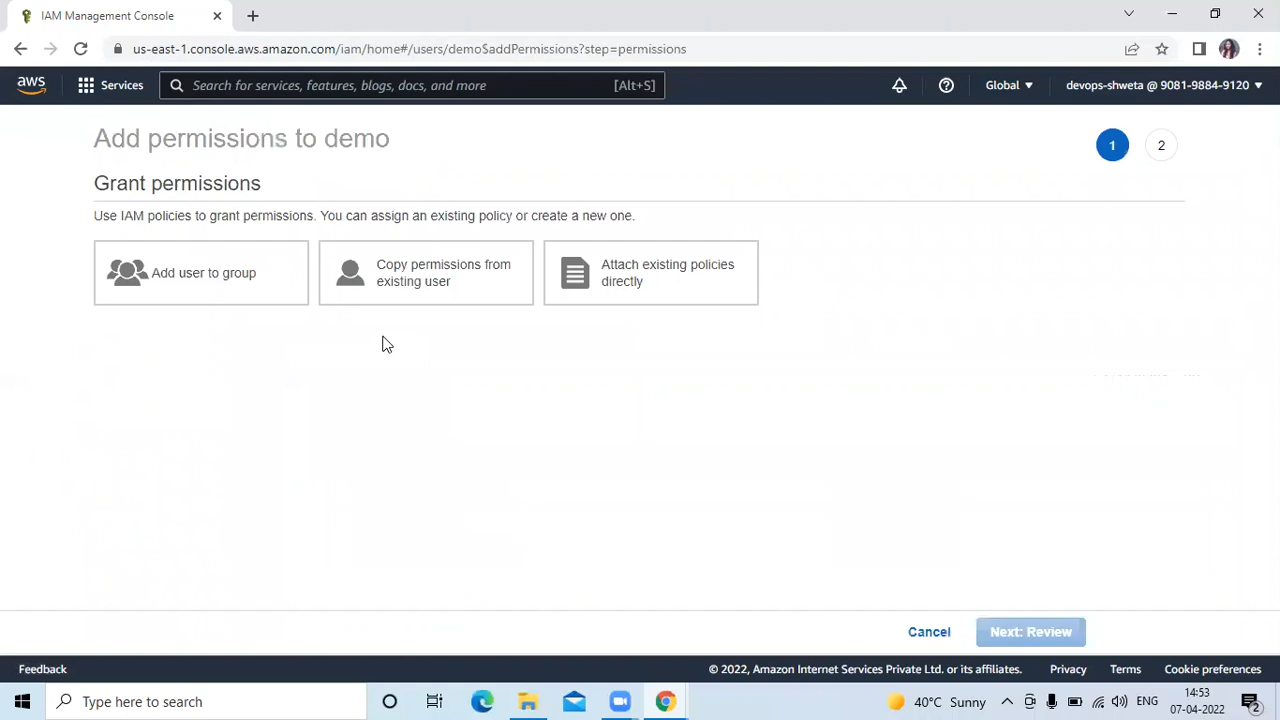 IAM Management Console
us-east-1.console.aws.amazon.com/iam/home#/users/demo$addPermissions?step=permissions
aws
Services
Search for services, features, blogs, docs, and more
[Alt+S]
Global
devops-shweta @ 9081-9884-9120
Add permissions to demo
1
2
Grant permissions
Use IAM policies to grant permissions. You can assign an existing policy or create a new one.
Add user to group
Copy permissions from
existing user
Attach existing policies
directly
Cancel
Next: Review
Feedback
© 2022, Amazon Internet Services Private Ltd. or its affiliates.
Privacy
Terms
Cookie preferences
Type here to search
40°C Sunny
ENG
14:53
07-04-2022
2